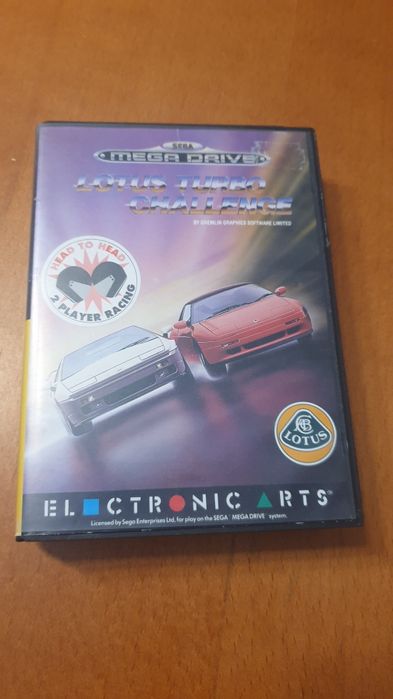 SEGA
MEGA DRIVE
LOTUS TURBO
CHALLENGE
BY GREMLIN GRAPHICS SOFTWARE LIMITED
HEAD TO HEAD
2 PLAYER RACING
LOTUS
ELECTRONIC ARTS
Licensed by Sega Enterprises Ltd. for play on the SEGA MEGA DRIVE system.